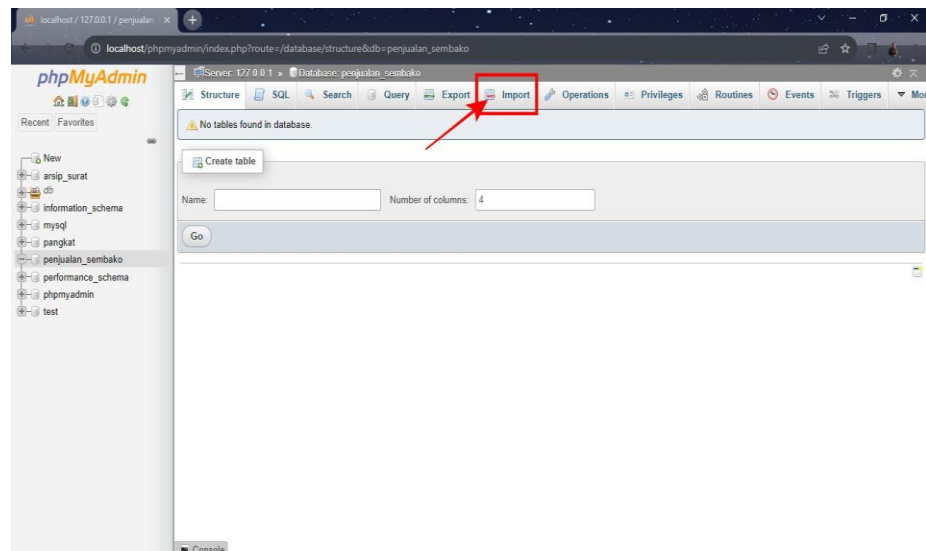 localhost / 127.0.0.1 / penjualan
localhost/phpmyadmin/index.php?route=/database/structure&db=penjualan_sembako
phpMyAdmin
Recent Favorites
New
arsip_surat
db
information_schema
mysql
pangkat
penjualan_sembako
performance_schema
phpmyadmin
test
Server: 127.0.0.1 » Database: penjualan_sembako
Structure SQL Search Query Export Import Operations Privileges Routines Events Triggers Mo
No tables found in database.
Create table
Name: Number of columns: 4
Go
Console